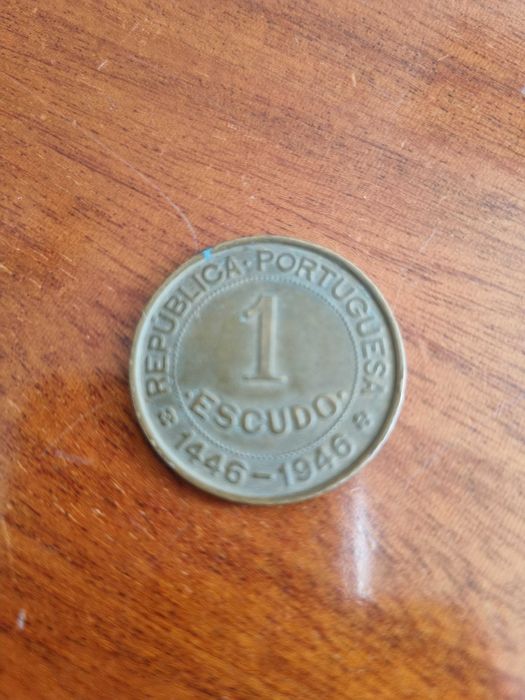 REPUBLICA·PORTUGUESA
1
·ESCUDO·
1446-1946